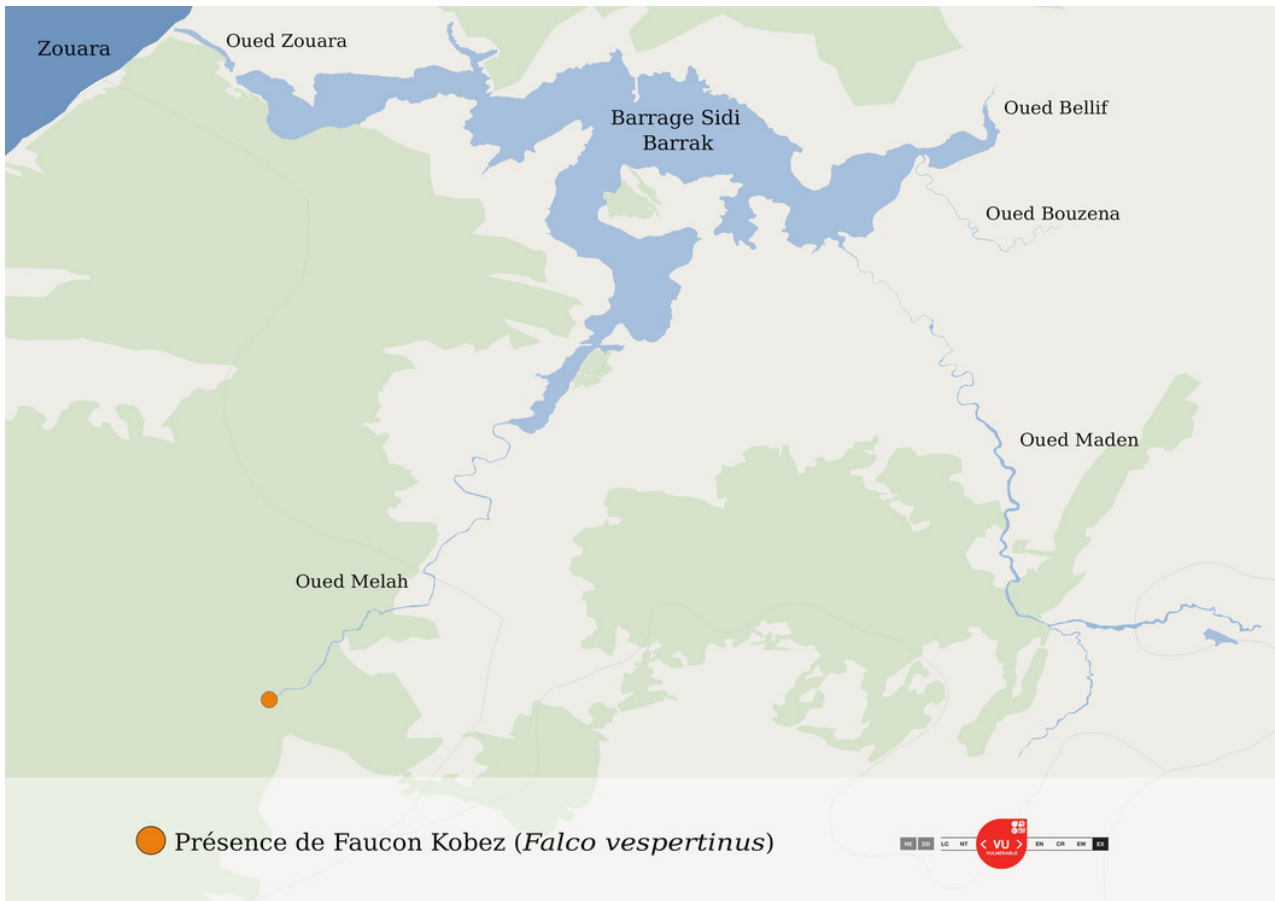 Zouara
Oued Zouara
Oued Bellif
Barrage Sidi
Barrak
Oued Bouzena
Oued Maden
Oued Melah
Présence de Faucon Kobez (Falco vespertinus)
NE DD LC NT < VU > EN CR EW EX
VULNERABLE